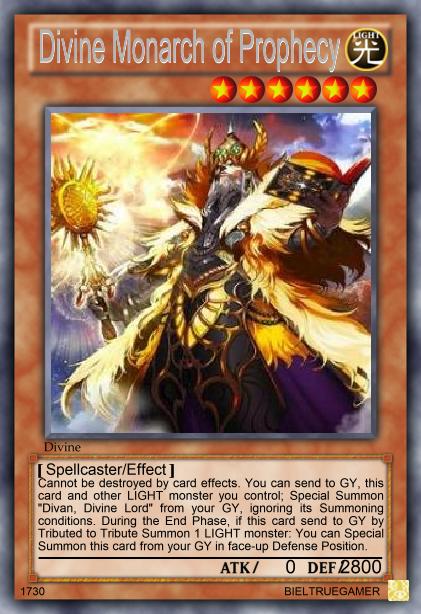 Divine Monarch of Prophecy
LIGHT
光
Divine
[ Spellcaster/Effect ]
Cannot be destroyed by card effects. You can send to GY, this
card and other LIGHT monster you control; Special Summon
"Divan, Divine Lord" from your GY, ignoring its Summoning
conditions. During the End Phase, if this card send to GY by
Tributed to Tribute Summon 1 LIGHT monster: You can Special
Summon this card from your GY in face-up Defense Position.
ATK/ 0 DEF/2800
1730 BIELTRUEGAMER